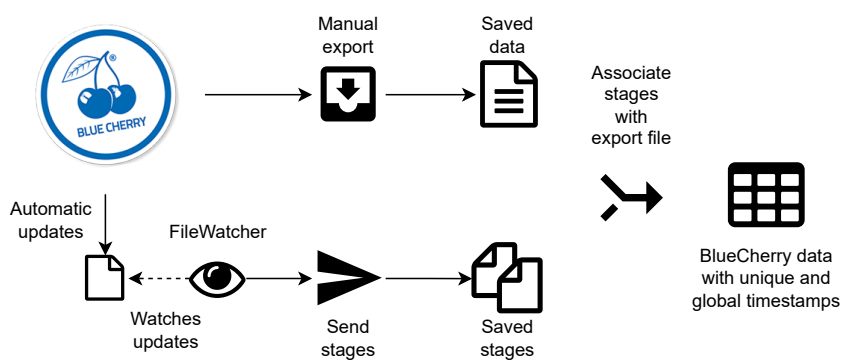 Manual
export
Saved
data
Associate
stages
with
export file
®
BLUE CHERRY
Automatic
updates
FileWatcher
Watches
updates
Send
stages
Saved
stages
BlueCherry data
with unique and
global timestamps